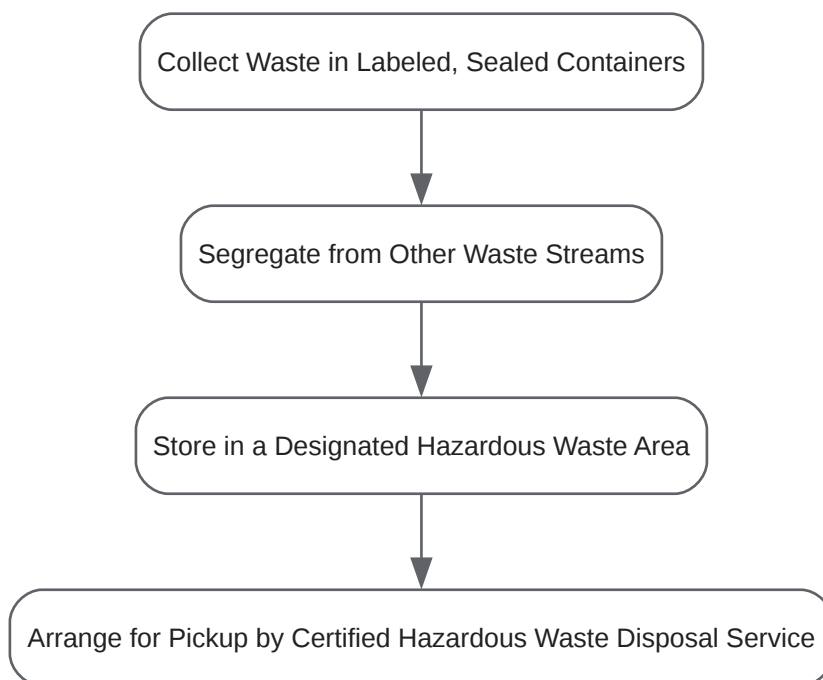 Collect Waste in Labeled, Sealed Containers
Segregate from Other Waste Streams
Store in a Designated Hazardous Waste Area
Arrange for Pickup by Certified Hazardous Waste Disposal Service